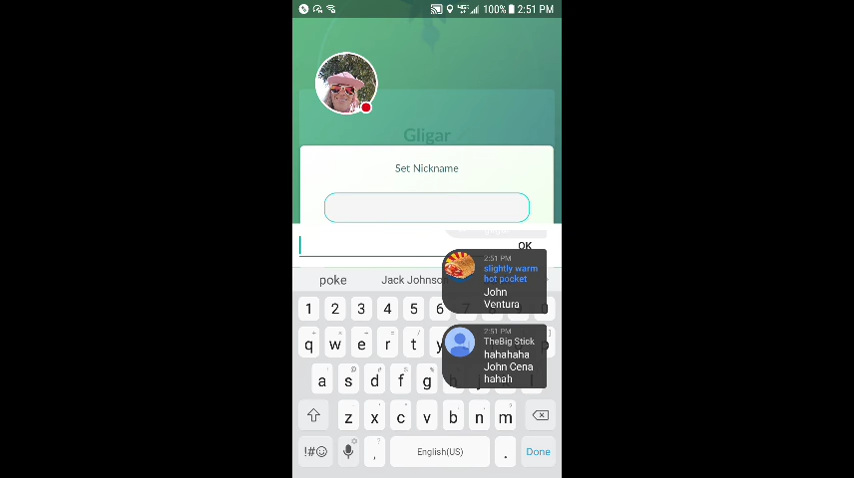 100% 2:51 PM
Gligar
Set Nickname
OK
2:51 PM
slightly warm
hot pocket
John
Ventura
poke Jack Johnso
2:51 PM
TheBig Stick
hahahaha
John Cena
hahah
1 2 3 4 5 6 0
q w e r t y p
a s d f g h j l
z x c v b n m
!#☺ , English(US) . Done